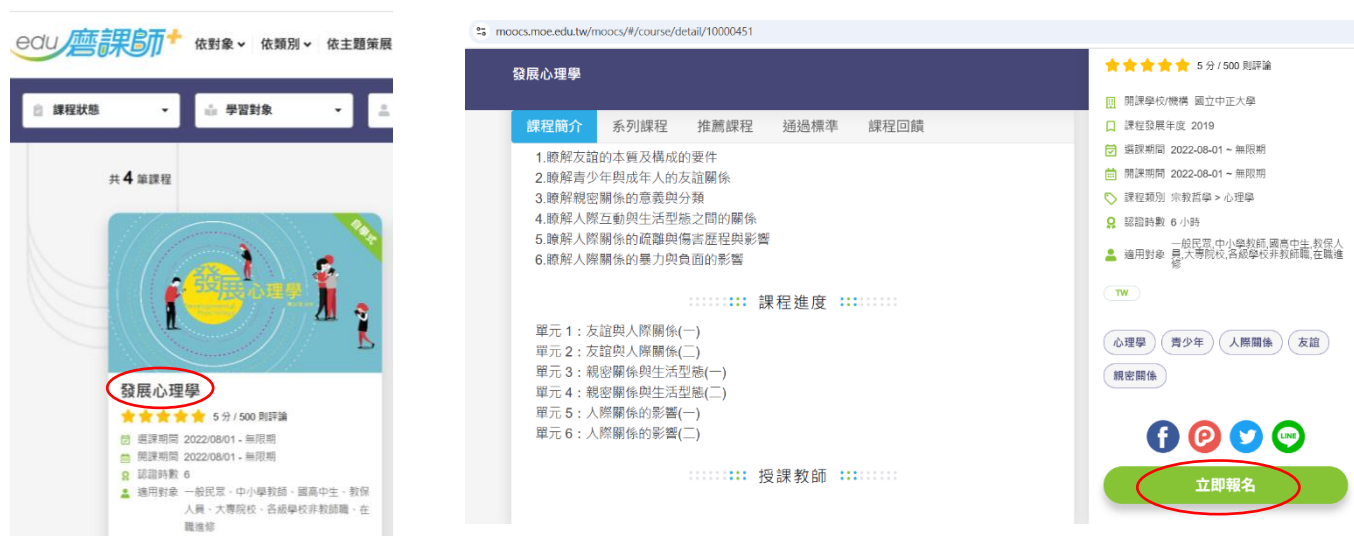 edu磨課師+
依對象
依類別
依主題策展
課程狀態
學習對象
共 4 筆課程
自學式
發展心理學
發展心理學
5 分 / 500 則評論
選課期間 2022/08/01 - 無限期
開課期間 2022/08/01 - 無限期
認證時數 6
適用對象 一般民眾、中小學教師、國高中生、教保
人員、大專院校、各級學校非教師職、在
職進修
moocs.moe.edu.tw/moocs/#/course/detail/10000451
發展心理學
課程簡介
系列課程
推薦課程
通過標準
課程回饋
1.瞭解友誼的本質及構成的要件
2.瞭解青少年與成年人的友誼關係
3.瞭解親密關係的意義與分類
4.瞭解人際互動與生活型態之間的關係
5.瞭解人際關係的疏離與傷害歷程與影響
6.瞭解人際關係的暴力與負面的影響
課程進度
單元 1：友誼與人際關係(一)
單元 2：友誼與人際關係(二)
單元 3：親密關係與生活型態(一)
單元 4：親密關係與生活型態(二)
單元 5：人際關係的影響(一)
單元 6：人際關係的影響(二)
授課教師
5 分 / 500 則評論
開課學校/機構 國立中正大學
課程發展年度 2019
選課期間 2022-08-01 ~ 無限期
開課期間 2022-08-01 ~ 無限期
課程類別 宗教哲學 > 心理學
認證時數 6 小時
適用對象 一般民眾,中小學教師,國高中生,教保人
員,大專院校,各級學校非教師職,在職進
修
TW
心理學
青少年
人際關係
友誼
親密關係
LINE
立即報名